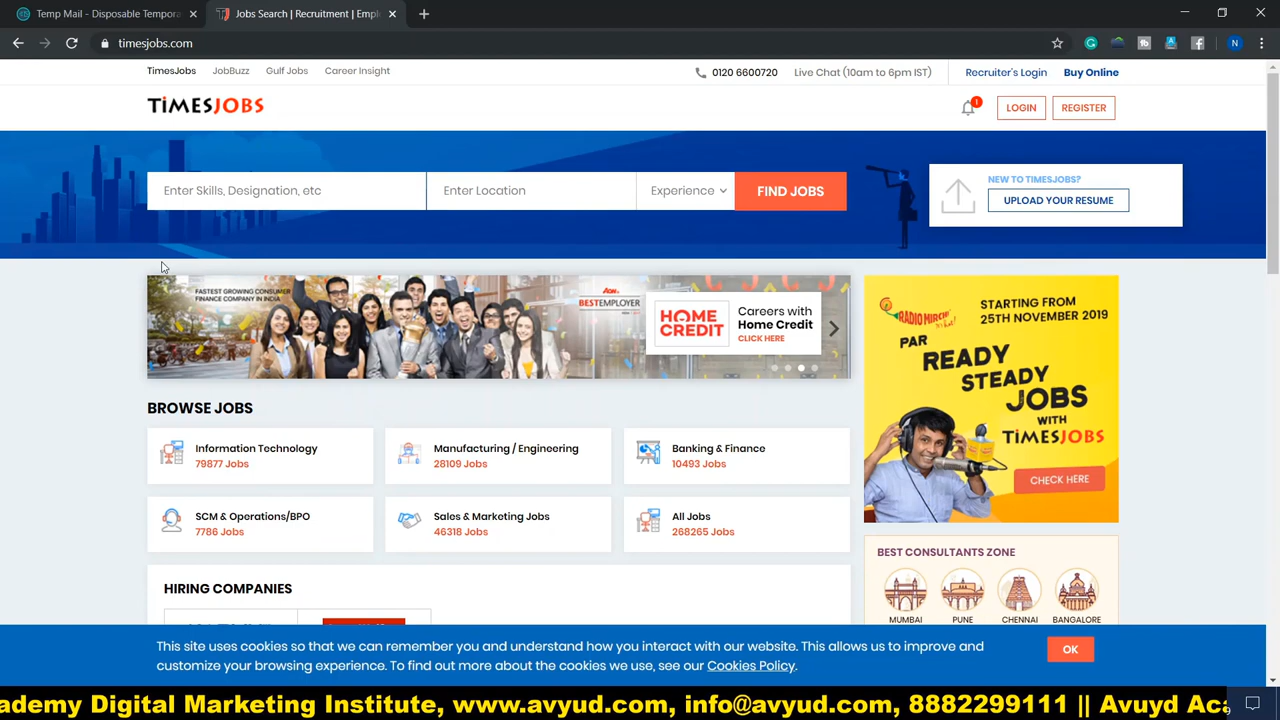 Temp Mail - Disposable Tempora
Jobs Search | Recruitment | Empl
timesjobs.com
N
TimesJobs
JobBuzz
Gulf Jobs
Career Insight
0120 6600720
Live Chat (10am to 6pm IST)
Recruiter's Login
Buy Online
TiMESJOBS
1
LOGIN
REGISTER
Enter Skills, Designation, etc
Enter Location
Experience
FIND JOBS
NEW TO TIMESJOBS?
UPLOAD YOUR RESUME
FASTEST GROWING CONSUMER
FINANCE COMPANY IN INDIA
Aon
BESTEMPLOYER
HOME
CREDIT
Careers with
Home Credit
CLICK HERE
RADIO MIRCHI
STARTING FROM
25TH NOVEMBER 2019
PAR
READY
STEADY
JOBS
WITH
TiMESJOBS
CHECK HERE
BROWSE JOBS
Information Technology
79877 Jobs
Manufacturing / Engineering
28109 Jobs
Banking & Finance
10493 Jobs
SCM & Operations/BPO
7786 Jobs
Sales & Marketing Jobs
46318 Jobs
All Jobs
268265 Jobs
BEST CONSULTANTS ZONE
MUMBAI
PUNE
CHENNAI
BANGALORE
HIRING COMPANIES
This site uses cookies so that we can remember you and understand how you interact with our website. This allows us to improve and
customize your browsing experience. To find out more about the cookies we use, see our Cookies Policy.
OK
ademy Digital Marketing Institute, www.avyud.com, info@avyud.com, 8882299111 || Avuyd Aca